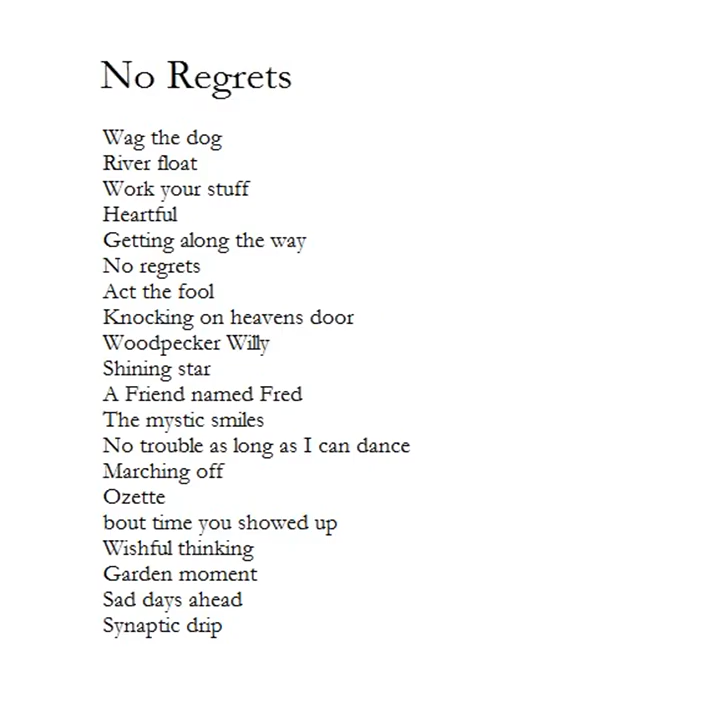 No Regrets
Wag the dog
River float
Work your stuff
Heartful
Getting along the way
No regrets
Act the fool
Knocking on heavens door
Woodpecker Willy
Shining star
A Friend named Fred
The mystic smiles
No trouble as long as I can dance
Marching off
Ozette
bout time you showed up
Wishful thinking
Garden moment
Sad days ahead
Synaptic drip